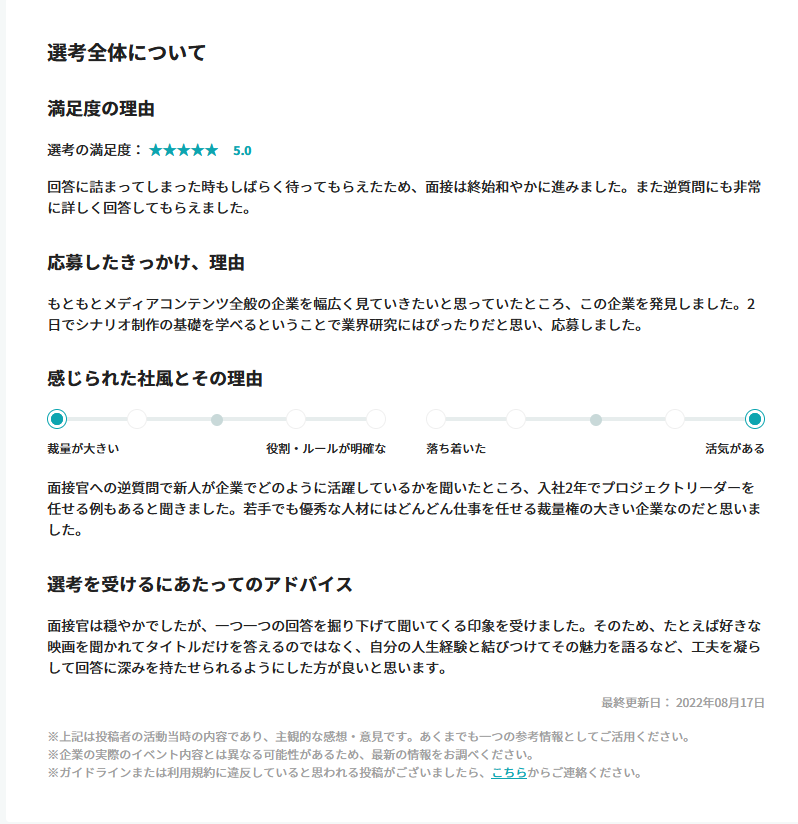 選考全体について
満足度の理由
選考の満足度： ★★★★★ 5.0
回答に詰まってしまった時もしばらく待ってもらえたため、面接は終始和やかに進みました。また逆質問にも非常
に詳しく回答してもらえました。
応募したきっかけ、理由
もともとメディアコンテンツ全般の企業を幅広く見ていきたいと思っていたところ、この企業を発見しました。2
日でシナリオ制作の基礎を学べるということで業界研究にはぴったりだと思い、応募しました。
感じられた社風とその理由
裁量が大きい 役割・ルールが明確な 落ち着いた 活気がある
面接官への逆質問で新人が企業でどのように活躍しているかを聞いたところ、入社2年でプロジェクトリーダーを
任せる例もあると聞きました。若手でも優秀な人材にはどんどん仕事を任せる裁量権の大きい企業なのだと思いま
した。
選考を受けるにあたってのアドバイス
面接官は穏やかでしたが、一つ一つの回答を掘り下げて聞いてくる印象を受けました。そのため、たとえば好きな
映画を聞かれてタイトルだけを答えるのではなく、自分の人生経験と結びつけてその魅力を語るなど、工夫を凝ら
して回答に深みを持たせられるようにした方が良いと思います。
最終更新日： 2022年08月17日
※上記は投稿者の活動当時の内容であり、主観的な感想・意見です。あくまでも一つの参考情報としてご活用ください。
※企業の実際のイベント内容とは異なる可能性があるため、最新の情報をお調べください。
※ガイドラインまたは利用規約に違反していると思われる投稿がございましたら、こちらからご連絡ください。